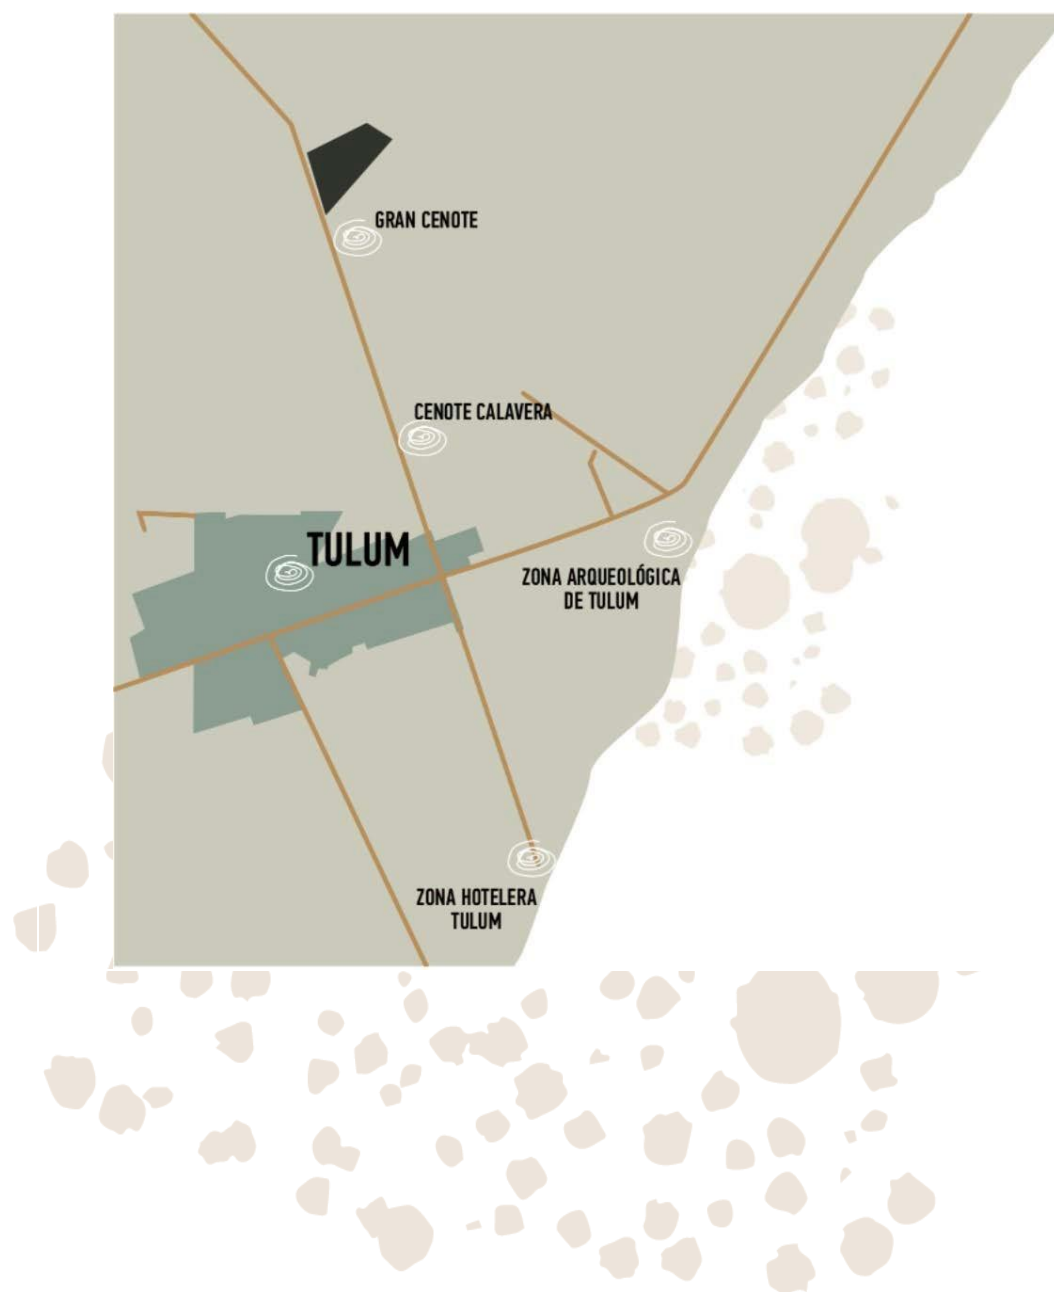 GRAN CENOTE
CENOTE CALAVERA
TULUM
ZONA ARQUEOLÓGICA
DE TULUM
ZONA HOTELERA
TULUM